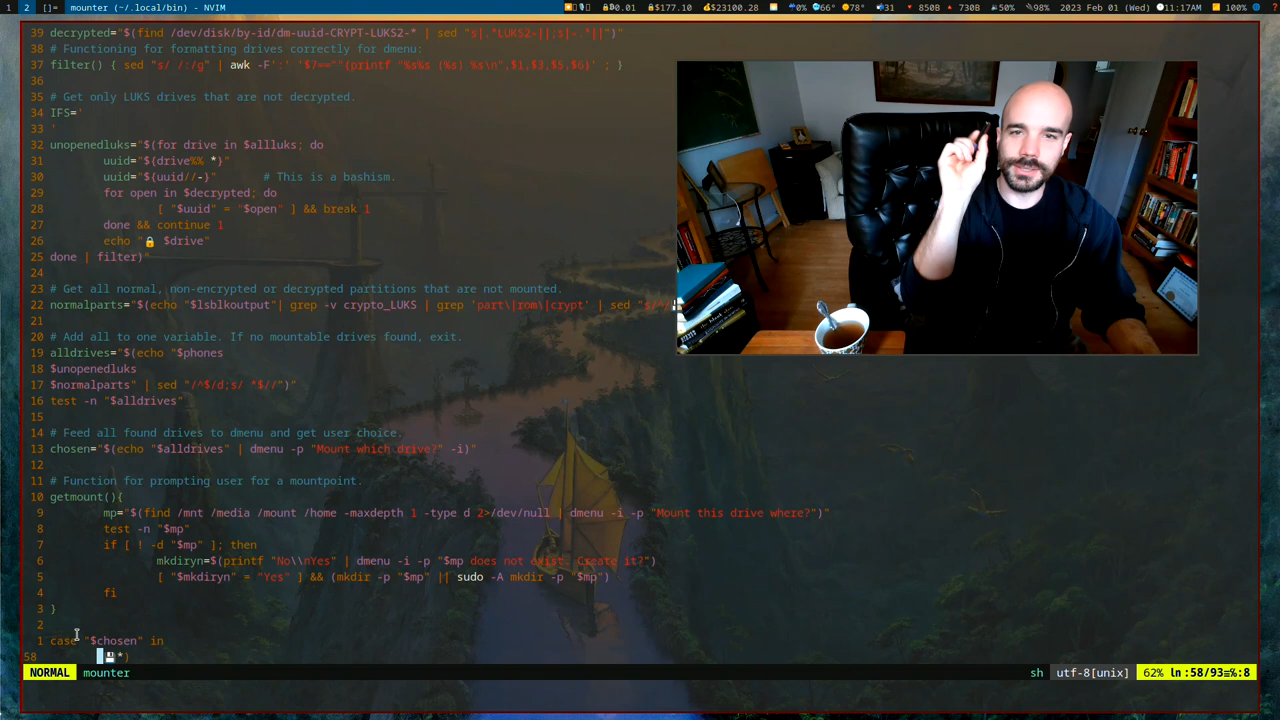 1 2 []= mounter (~/.local/bin) - NVIM 0.01 $177.10 $23100.28 0% 66° 78° 31 850B 730B 50% 98% 2023 Feb 01 (Wed) 11:17AM 100%
39 decrypted="$(find /dev/disk/by-id/dm-uuid-CRYPT-LUKS2-* | sed "s|.*LUKS2-||;s|-.*||")"
38 # Functioning for formatting drives correctly for dmenu:
37 filter() { sed "s/ /:/g" | awk -F':' '$7==""{printf "%s%s (%s) %s\n",$1,$3,$5,$6}' ; }
36
35 # Get only LUKS drives that are not decrypted.
34 IFS='
33 '
32 unopenedluks="$(for drive in $allluks; do
31 uuid="${drive%% *}"
30 uuid="${uuid//-}" # This is a bashism.
29 for open in $decrypted; do
28 [ "$uuid" = "$open" ] && break 1
27 done && continue 1
26 echo "🔒 $drive"
25 done | filter)"
24
23 # Get all normal, non-encrypted or decrypted partitions that are not mounted.
22 normalparts="$(echo "$lsblkoutput"| grep -v crypto_LUKS | grep 'part\|rom\|crypt' | sed "s/^/
21
20 # Add all to one variable. If no mountable drives found, exit.
19 alldrives="$(echo "$phones
18 $unopenedluks
17 $normalparts" | sed "/^$/d;s/ *$//")"
16 test -n "$alldrives"
15
14 # Feed all found drives to dmenu and get user choice.
13 chosen="$(echo "$alldrives" | dmenu -p "Mount which drive?" -i)"
12
11 # Function for prompting user for a mountpoint.
10 getmount(){
9 mp="$(find /mnt /media /mount /home -maxdepth 1 -type d 2>/dev/null | dmenu -i -p "Mount this drive where?")"
8 test -n "$mp"
7 if [ ! -d "$mp" ]; then
6 mkdiryn=$(printf "No\\nYes" | dmenu -i -p "$mp does not exist. Create it?")
5 [ "$mkdiryn" = "Yes" ] && (mkdir -p "$mp" || sudo -A mkdir -p "$mp")
4 fi
3 }
2
1 case "$chosen" in
58 💾*)
NORMAL mounter sh utf-8[unix] 62% ln:58/93≡%:8